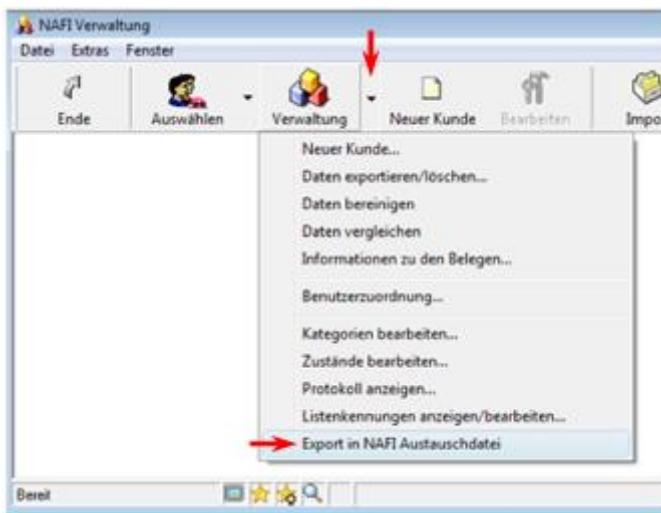 NAFI Verwaltung
Datei Extras Fenster
Ende Auswählen Verwaltung Neuer Kunde Bearbeiten Impo
Neuer Kunde...
Daten exportieren/löschen...
Daten bereinigen
Daten vergleichen
Informationen zu den Belegen...
Benutzerzuordnung...
Kategorien bearbeiten...
Zustände bearbeiten...
Protokoll anzeigen...
Listenkennungen anzeigen/bearbeiten...
Export in NAFI Austauschdatei
Bereit